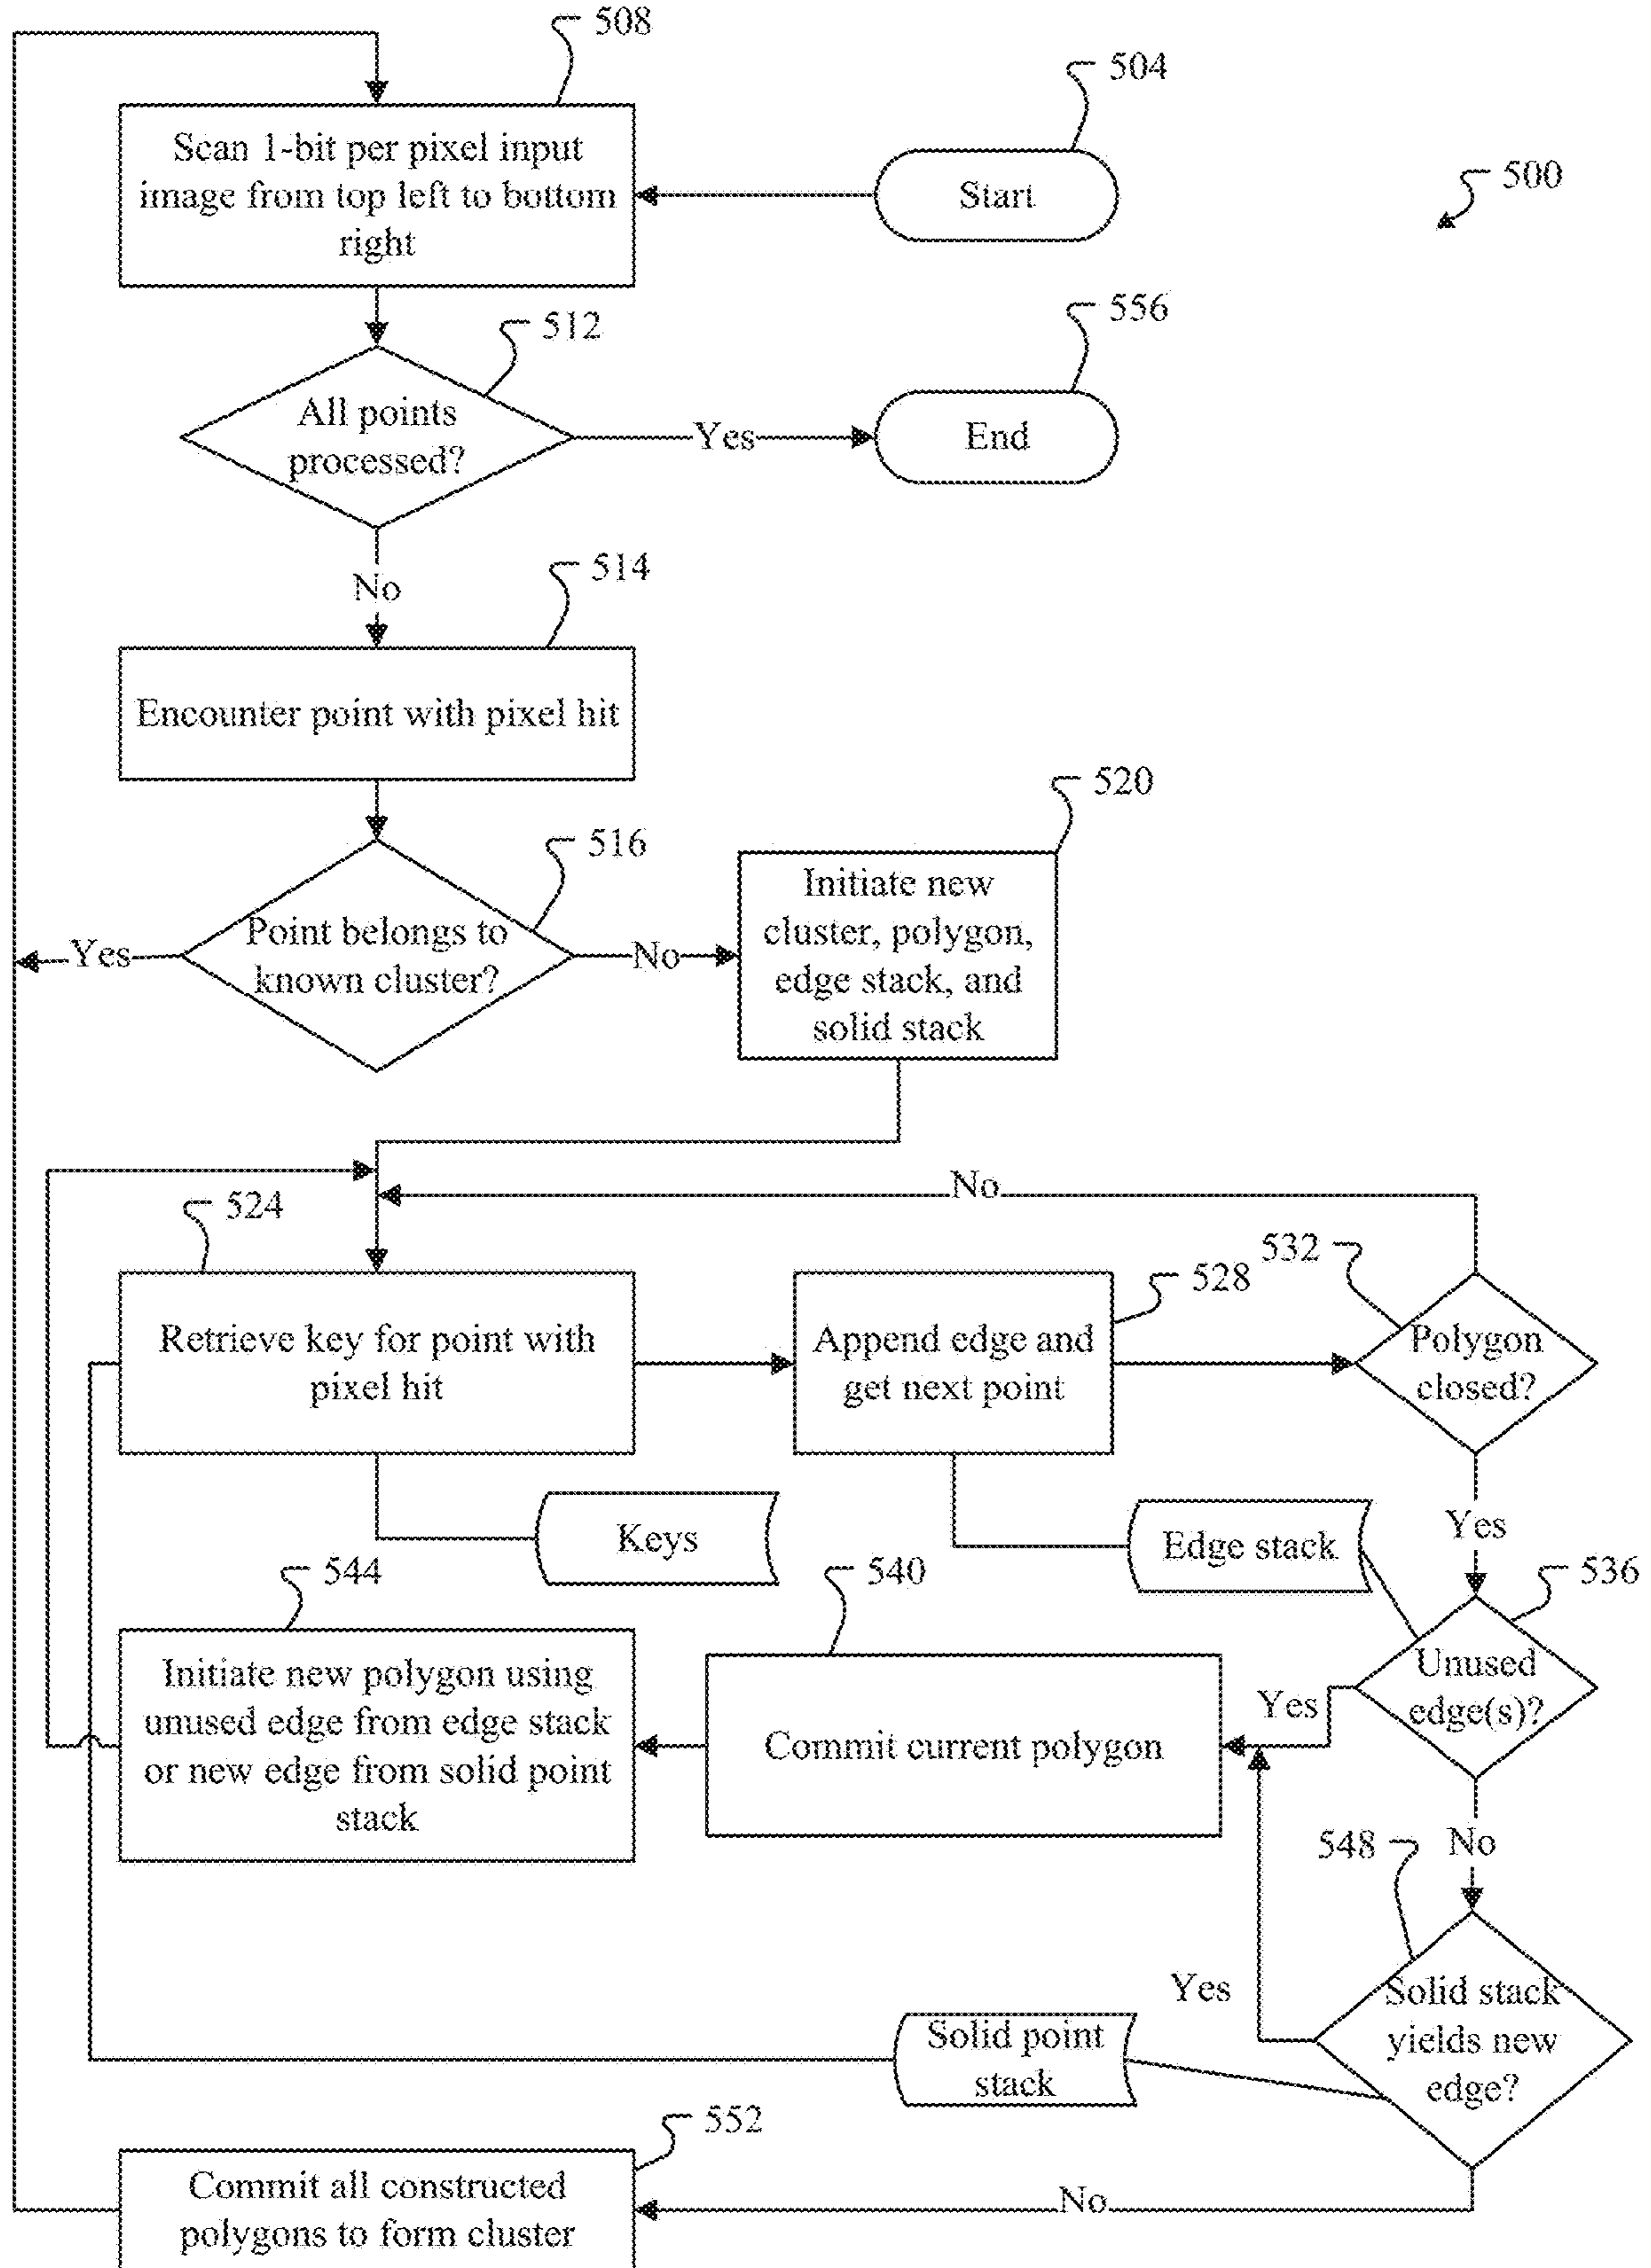 508
504
Scan 1-bit per pixel input
image from top left to bottom
right
Start
500
512
556
All points
processed?
Yes
End
No
514
Encounter point with pixel hit
520
516
Initiate new
cluster, polygon,
edge stack, and
solid stack
Point belongs to
known cluster?
Yes
No
No
524
532
528
Retrieve key for point with
pixel hit
Append edge and
get next point
Polygon
closed?
Keys
Edge stack
Yes
544
540
536
Initiate new polygon using
unused edge from edge stack
or new edge from solid point
stack
Commit current polygon
Yes
Unused
edge(s)?
548
No
Yes
Solid stack
yields new
edge?
Solid point
stack
552
Commit all constructed
polygons to form cluster
No